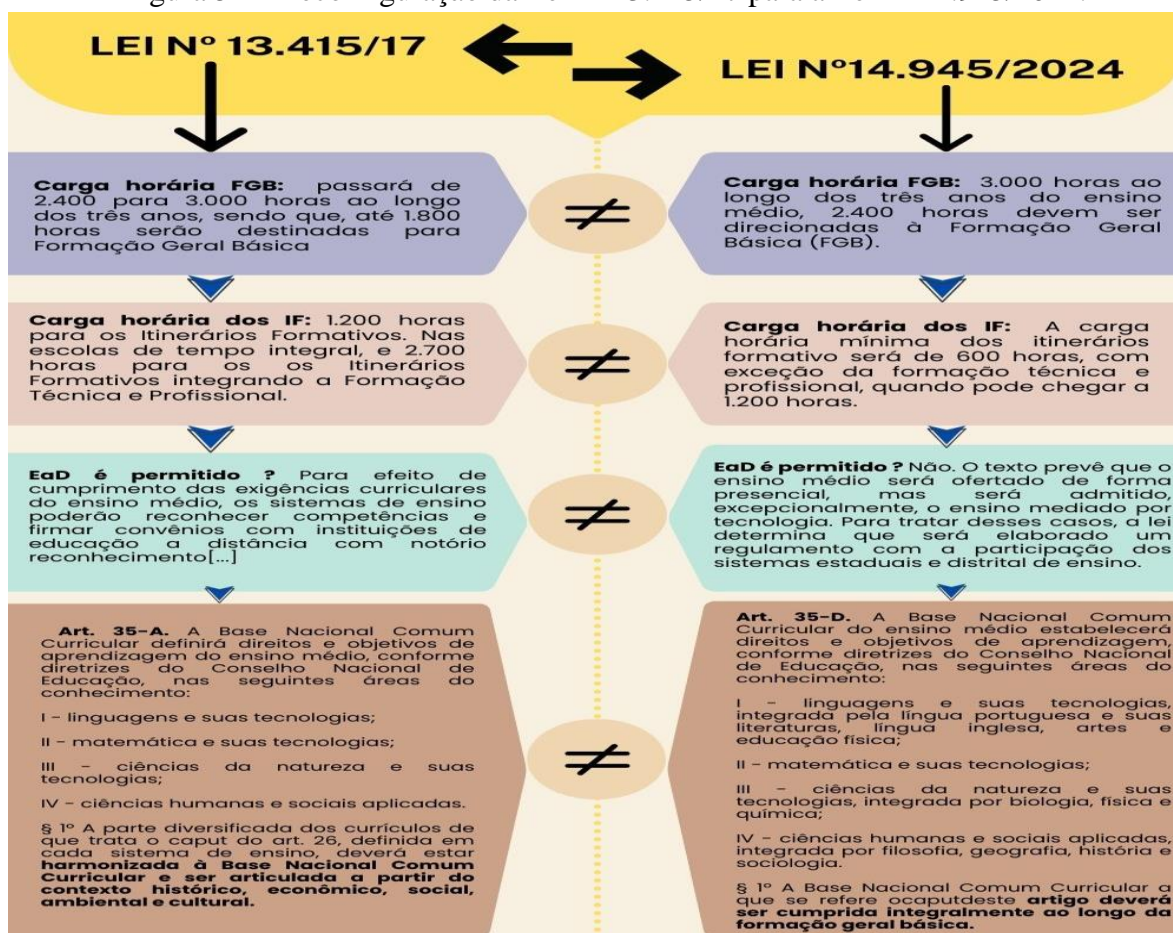 LEI Nº 13.415/17
LEI Nº14.945/2024
Carga horária FGB: passará de
2.400 para 3.000 horas ao longo
dos três anos, sendo que, até 1.800
horas serão destinadas para
Formação Geral Básica
≠
Carga horária FGB: 3.000 horas ao
longo dos três anos do ensino
médio, 2.400 horas devem ser
direcionadas à Formação Geral
Básica (FGB).
Carga horária dos IF: 1.200 horas
para os Itinerários Formativos. Nas
escolas de tempo integral, e 2.700
horas para os os Itinerários
Formativos integrando a Formação
Técnica e Profissional.
≠
Carga horária dos IF: A carga
horária mínima dos itinerários
formativo será de 600 horas, com
exceção da formação técnica e
profissional, quando pode chegar a
1.200 horas.
EaD é permitido ? Para efeito de
cumprimento das exigências curriculares
do ensino médio, os sistemas de ensino
poderão reconhecer competências e
firmar convênios com instituições de
educação a distância com notório
reconhecimento[...]
≠
EaD é permitido ? Não. O texto prevê que o
ensino médio será ofertado de forma
presencial, mas será admitido,
excepcionalmente, o ensino mediado por
tecnologia. Para tratar desses casos, a lei
determina que será elaborado um
regulamento com a participação dos
sistemas estaduais e distrital de ensino.
Art. 35-A. A Base Nacional Comum
Curricular definirá direitos e objetivos de
aprendizagem do ensino médio, conforme
diretrizes do Conselho Nacional de
Educação, nas seguintes áreas do
conhecimento:
I - linguagens e suas tecnologias;
II - matemática e suas tecnologias;
III - ciências da natureza e suas
tecnologias;
IV - ciências humanas e sociais aplicadas.
§ 1º A parte diversificada dos currículos de
que trata o caput do art. 26, definida em
cada sistema de ensino, deverá estar
harmonizada à Base Nacional Comum
Curricular e ser articulada a partir do
contexto histórico, econômico, social,
ambiental e cultural.
≠
Art. 35-D. A Base Nacional Comum
Curricular do ensino médio estabelecerá
direitos e objetivos de aprendizagem,
conforme diretrizes do Conselho Nacional
de Educação, nas seguintes áreas do
conhecimento:
I - linguagens e suas tecnologias,
integrada pela língua portuguesa e suas
literaturas, língua inglesa, artes e
educação física;
II - matemática e suas tecnologias;
III - ciências da natureza e suas
tecnologias, integrada por biologia, física e
química;
IV - ciências humanas e sociais aplicadas,
integrada por filosofia, geografia, história e
sociologia.
§ 1º A Base Nacional Comum Curricular a
que se refere ocaputdeste artigo deverá
ser cumprida integralmente ao longo da
formação geral básica.